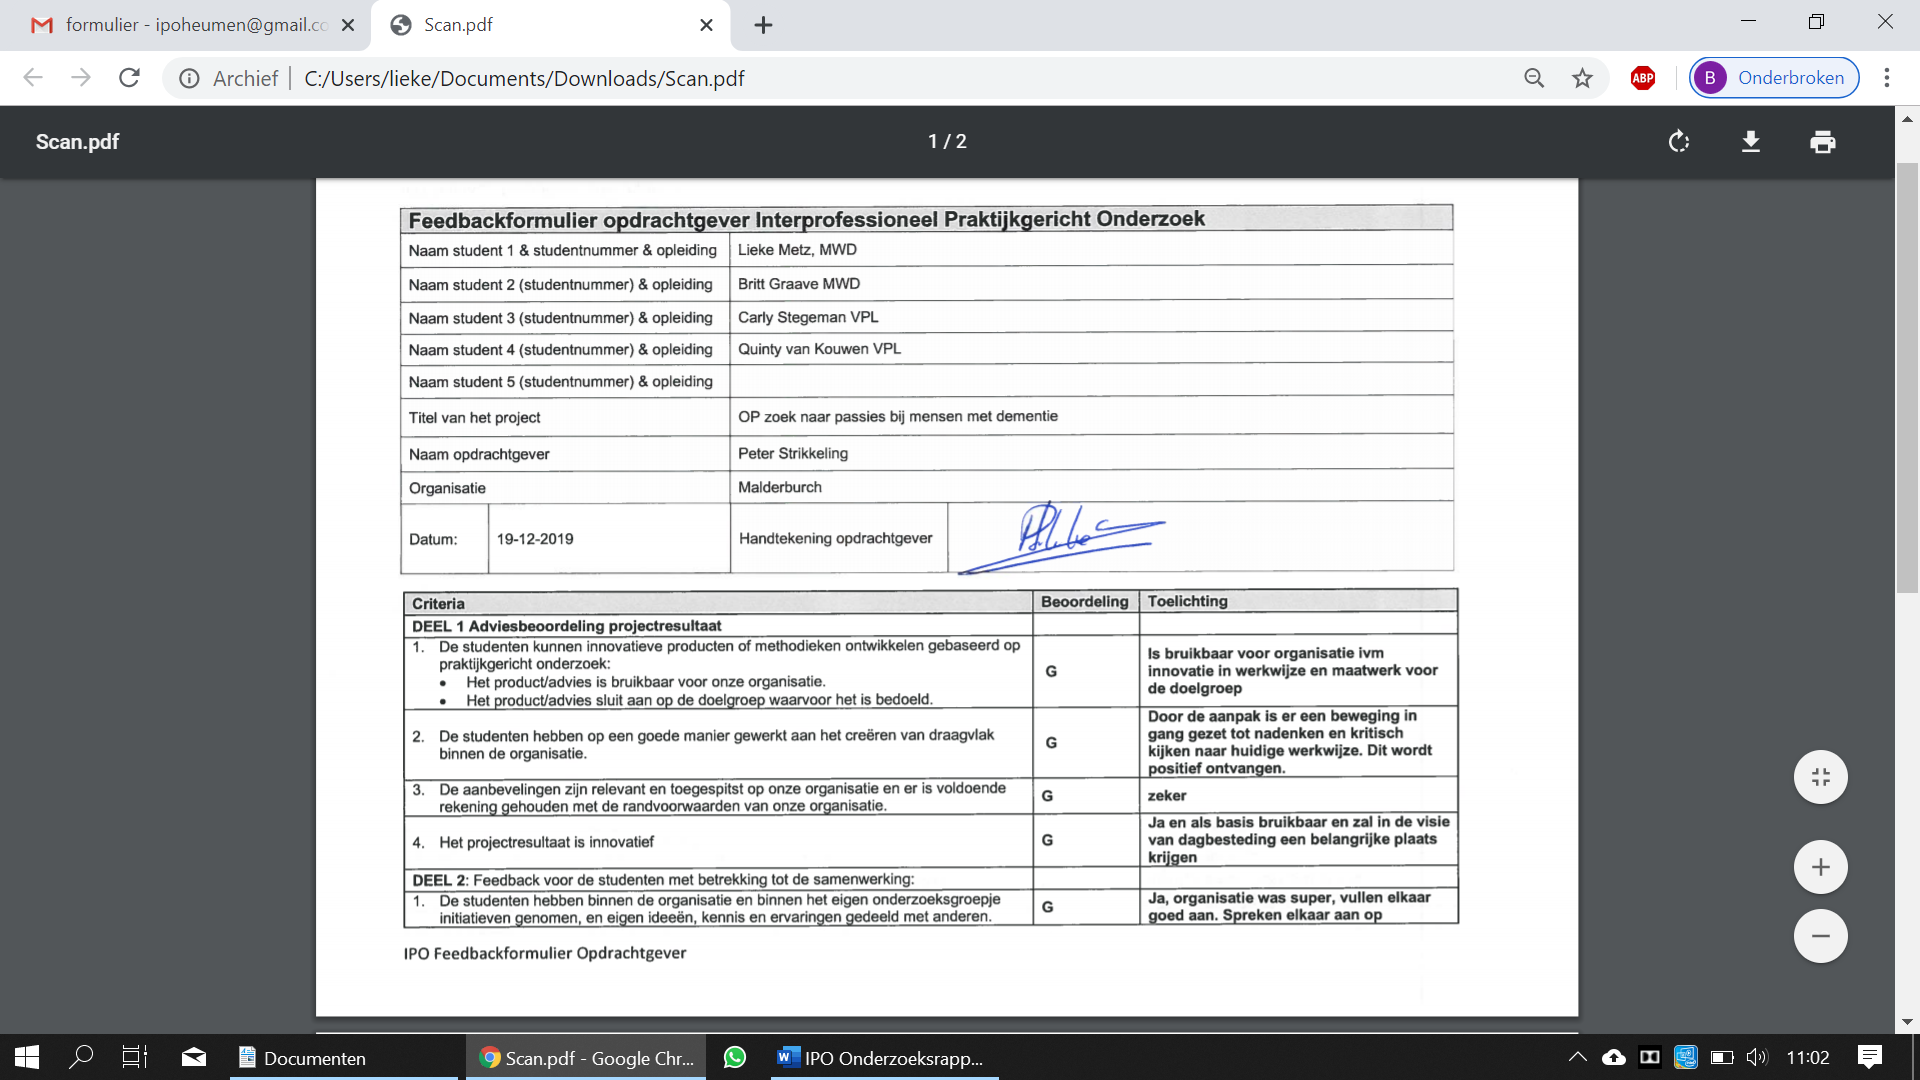 formulier - ipoheumen@gmail.co
Scan.pdf
Archief
C:/Users/lieke/Documents/Downloads/Scan.pdf
ABP
B
Onderbroken
Scan.pdf
1 / 2
Feedbackformulier opdrachtgever Interprofessioneel Praktijkgericht Onderzoek
Naam student 1 & studentnummer & opleiding Lieke Metz, MWD
Naam student 2 (studentnummer) & opleiding Britt Graave MWD
Naam student 3 (studentnummer) & opleiding Carly Stegeman VPL
Naam student 4 (studentnummer) & opleiding Quinty van Kouwen VPL
Naam student 5 (studentnummer) & opleiding
Titel van het project OP zoek naar passies bij mensen met dementie
Naam opdrachtgever Peter Strikkeling
Organisatie Malderburch
Datum: 19-12-2019 Handtekening opdrachtgever
Criteria Beoordeling Toelichting
DEEL 1 Adviesbeoordeling projectresultaat
1. De studenten kunnen innovatieve producten of methodieken ontwikkelen gebaseerd op
praktijkgericht onderzoek:
• Het product/advies is bruikbaar voor onze organisatie.
• Het product/advies sluit aan op de doelgroep waarvoor het is bedoeld.
G
Is bruikbaar voor organisatie ivm
innovatie in werkwijze en maatwerk voor
de doelgroep
2. De studenten hebben op een goede manier gewerkt aan het creëren van draagvlak
binnen de organisatie.
G
Door de aanpak is er een beweging in
gang gezet tot nadenken en kritisch
kijken naar huidige werkwijze. Dit wordt
positief ontvangen.
3. De aanbevelingen zijn relevant en toegespitst op onze organisatie en er is voldoende
rekening gehouden met de randvoorwaarden van onze organisatie.
G
zeker
4. Het projectresultaat is innovatief
G
Ja en als basis bruikbaar en zal in de visie
van dagbesteding een belangrijke plaats
krijgen
DEEL 2: Feedback voor de studenten met betrekking tot de samenwerking:
1. De studenten hebben binnen de organisatie en binnen het eigen onderzoeksgroepje
initiatieven genomen, en eigen ideeën, kennis en ervaringen gedeeld met anderen.
G
Ja, organisatie was super, vullen elkaar
goed aan. Spreken elkaar aan op
IPO Feedbackformulier Opdrachtgever
Documenten
Scan.pdf - Google Chr...
IPO Onderzoeksrapp...
11:02